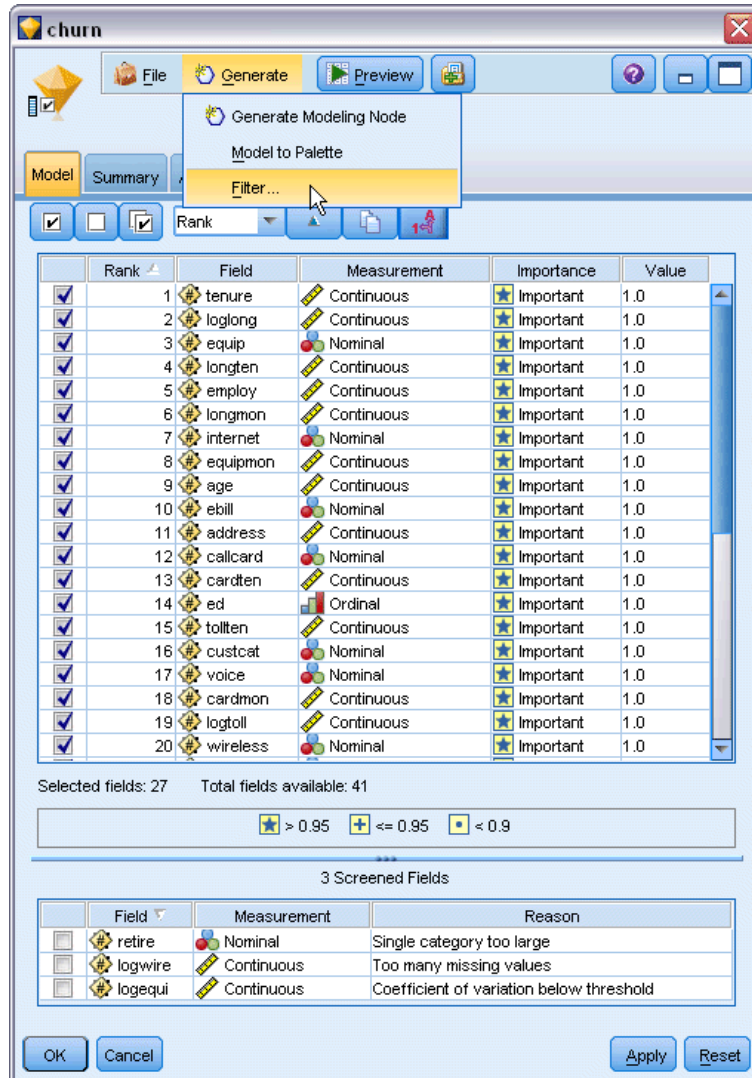 churn
File Generate Preview
Generate Modeling Node
Model to Palette
Filter...
Model Summary
Rank
Rank Field Measurement Importance Value
1 tenure Continuous Important 1.0
2 loglong Continuous Important 1.0
3 equip Nominal Important 1.0
4 longten Continuous Important 1.0
5 employ Continuous Important 1.0
6 longmon Continuous Important 1.0
7 internet Nominal Important 1.0
8 equipmon Continuous Important 1.0
9 age Continuous Important 1.0
10 ebill Nominal Important 1.0
11 address Continuous Important 1.0
12 callcard Nominal Important 1.0
13 cardten Continuous Important 1.0
14 ed Ordinal Important 1.0
15 tollten Continuous Important 1.0
16 custcat Nominal Important 1.0
17 voice Nominal Important 1.0
18 cardmon Continuous Important 1.0
19 logtoll Continuous Important 1.0
20 wireless Nominal Important 1.0
Selected fields: 27 Total fields available: 41
> 0.95 <= 0.95 < 0.9
3 Screened Fields
Field Measurement Reason
retire Nominal Single category too large
logwire Continuous Too many missing values
logequi Continuous Coefficient of variation below threshold
OK Cancel Apply Reset